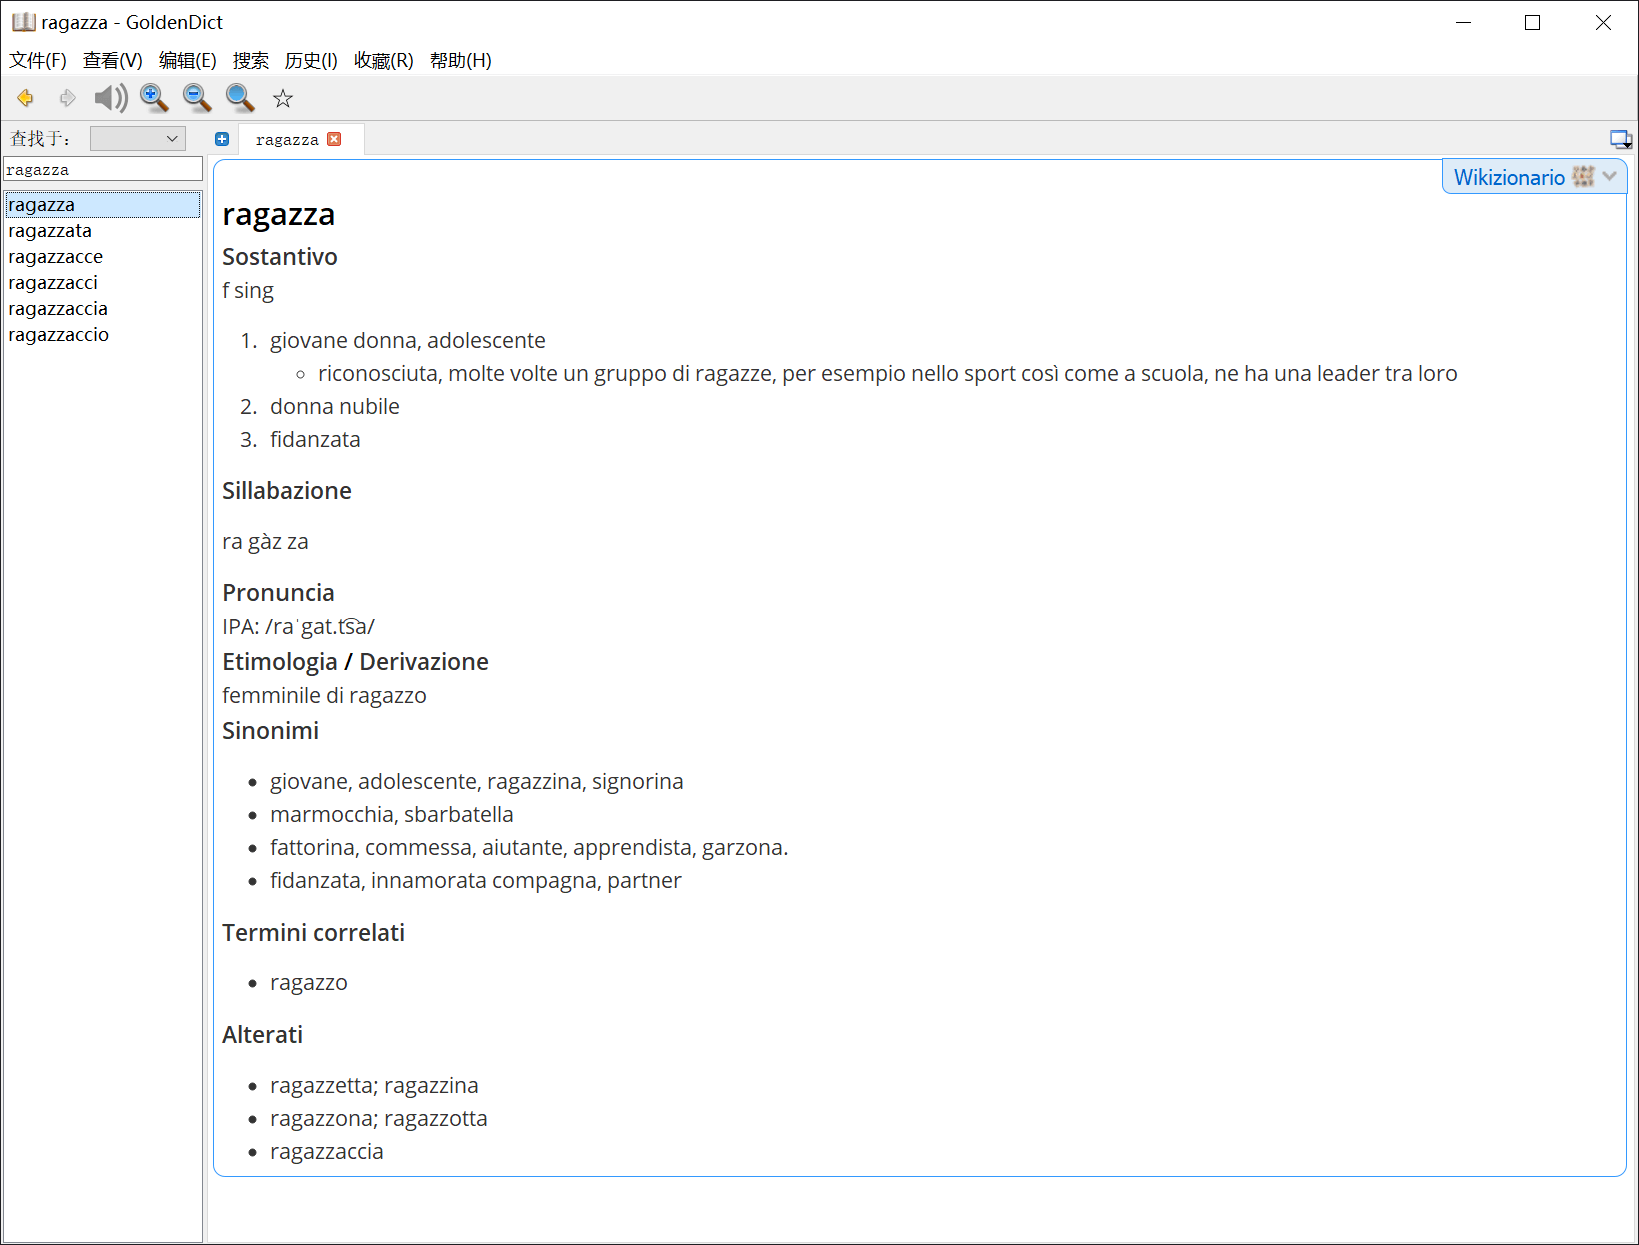 ragazza - GoldenDict
文件(F) 查看(V) 编辑(E) 搜索 历史(I) 收藏(R) 帮助(H)
查找于：
ragazza
ragazza
ragazza
ragazzata
ragazzacce
ragazzacci
ragazzaccia
ragazzaccio
Wikizionario
ragazza
Sostantivo
f sing
1. giovane donna, adolescente
◦ riconosciuta, molte volte un gruppo di ragazze, per esempio nello sport così come a scuola, ne ha una leader tra loro
2. donna nubile
3. fidanzata
Sillabazione
ra gàz za
Pronuncia
IPA: /raˈgat.t͡sa/
Etimologia / Derivazione
femminile di ragazzo
Sinonimi
• giovane, adolescente, ragazzina, signorina
• marmocchia, sbarbatella
• fattorina, commessa, aiutante, apprendista, garzona.
• fidanzata, innamorata compagna, partner
Termini correlati
• ragazzo
Alterati
• ragazzetta; ragazzina
• ragazzona; ragazzotta
• ragazzaccia